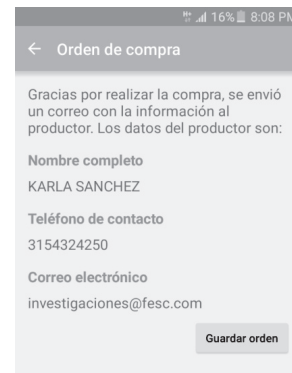 16% 8:08 PM
← Orden de compra
Gracias por realizar la compra, se envió
un correo con la información al
productor. Los datos del productor son:
Nombre completo
KARLA SANCHEZ
Teléfono de contacto
3154324250
Correo electrónico
investigaciones@fesc.com
Guardar orden